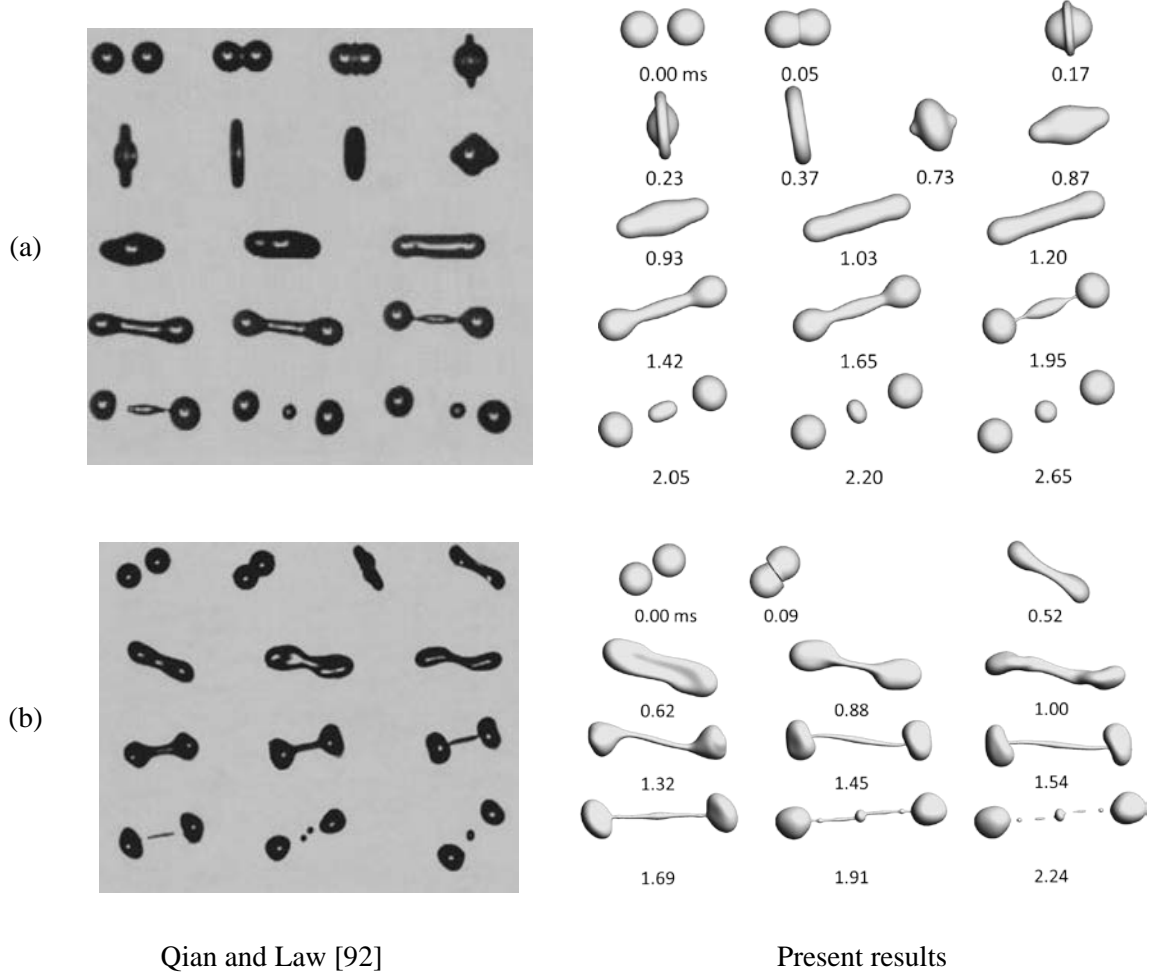 0.00 ms 0.05 0.17
0.23 0.37 0.73 0.87
(a)
0.93 1.03 1.20
1.42 1.65 1.95
2.05 2.20 2.65
0.00 ms 0.09 0.52
0.62 0.88 1.00
(b)
1.32 1.45 1.54
1.69 1.91 2.24
Qian and Law [92] Present results